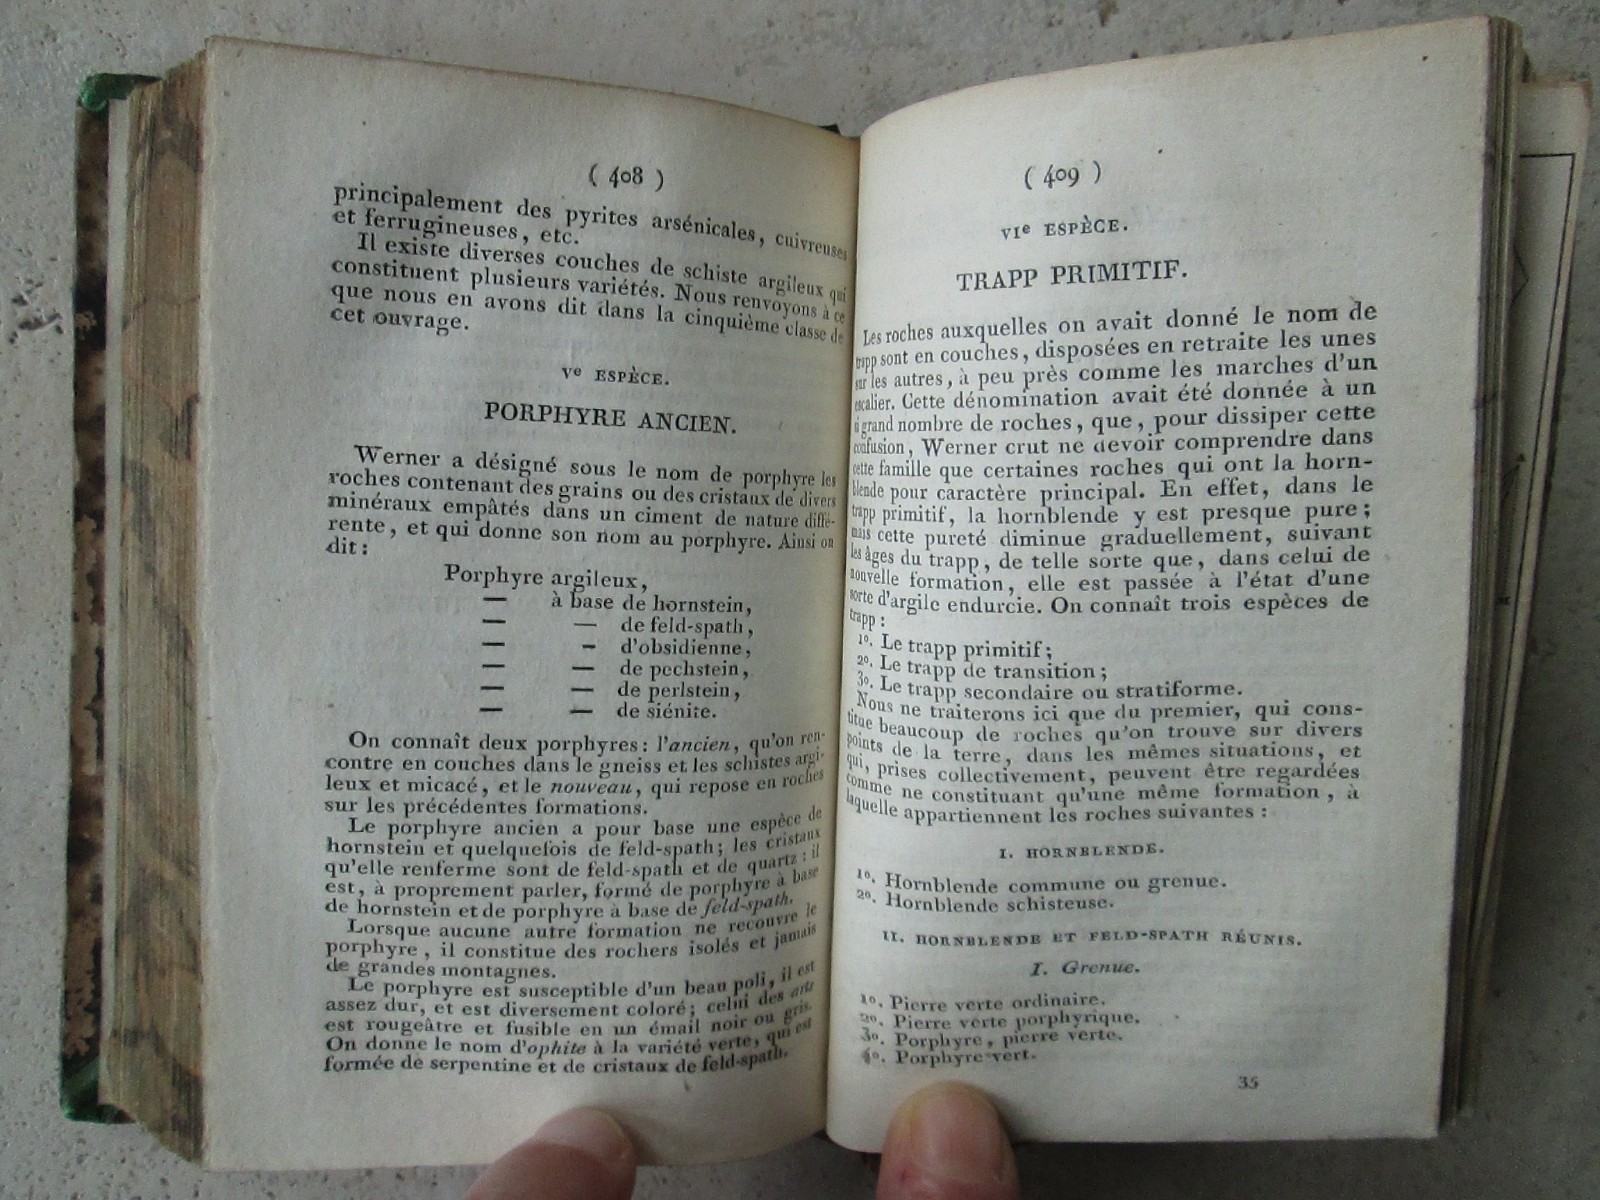 ( 408 )
principalement des pyrites arsénicales, cuivreuses
et ferrugineuses, etc.
Il existe diverses couches de schiste argileux qui
constituent plusieurs variétés. Nous renvoyons à ce
que nous en avons dit dans la cinquième classe de
cet ouvrage.
Ve ESPÈCE.
PORPHYRE ANCIEN.
Werner a désigné sous le nom de porphyre les
roches contenant des grains ou des cristaux de divers
minéraux empâtés dans un ciment de nature diffé-
rente, et qui donne son nom au porphyre. Ainsi on
dit :
Porphyre argileux,
— à base de hornstein,
— — de feld-spath,
— — d'obsidienne,
— — de pechstein,
— — de perlstein,
— — de siénite.
On connaît deux porphyres : l'ancien, qu'on ren-
contre en couches dans le gneiss et les schistes argi-
leux et micacé, et le nouveau, qui repose en roches
sur les précédentes formations.
Le porphyre ancien a pour base une espèce de
hornstein et quelquefois de feld-spath; les cristaux
qu'elle renferme sont de feld-spath et de quartz : il
est, à proprement parler, formé de porphyre à base
de hornstein et de porphyre à base de feld-spath.
Lorsque aucune autre formation ne recouvre le
porphyre, il constitue des rochers isolés et jamais
de grandes montagnes.
Le porphyre est susceptible d'un beau poli, il est
assez dur, et est diversement coloré; celui des arts
est rougeâtre et fusible en un émail noir ou gris.
On donne le nom d'ophite à la variété verte, qui est
formée de serpentine et de cristaux de feld-spath.
( 409 )
VIe ESPÈCE.
TRAPP PRIMITIF.
Les roches auxquelles on avait donné le nom de
trapp sont en couches, disposées en retraite les unes
sur les autres, à peu près comme les marches d'un
escalier. Cette dénomination avait été donnée à un
si grand nombre de roches, que, pour dissiper cette
confusion, Werner crut ne devoir comprendre dans
cette famille que certaines roches qui ont la horn-
blende pour caractère principal. En effet, dans le
trapp primitif, la hornblende y est presque pure;
mais cette pureté diminue graduellement, suivant
les âges du trapp, de telle sorte que, dans celui de
nouvelle formation, elle est passée à l'état d'une
sorte d'argile endurcie. On connaît trois espèces de
trapp :
1o. Le trapp primitif;
2o. Le trapp de transition;
3o. Le trapp secondaire ou stratiforme.
Nous ne traiterons ici que du premier, qui cons-
titue beaucoup de roches qu'on trouve sur divers
points de la terre, dans les mêmes situations, et
qui, prises collectivement, peuvent être regardées
comme ne constituant qu'une même formation, à
laquelle appartiennent les roches suivantes :
I. HORNBLENDE.
1o. Hornblende commune ou grenue.
2o. Hornblende schisteuse.
II. HORNBLENDE ET FELD-SPATH RÉUNIS.
I. Grenue.
1o. Pierre verte ordinaire.
2o. Pierre verte porphyrique.
3o. Porphyre, pierre verte.
4o. Porphyre vert.
35